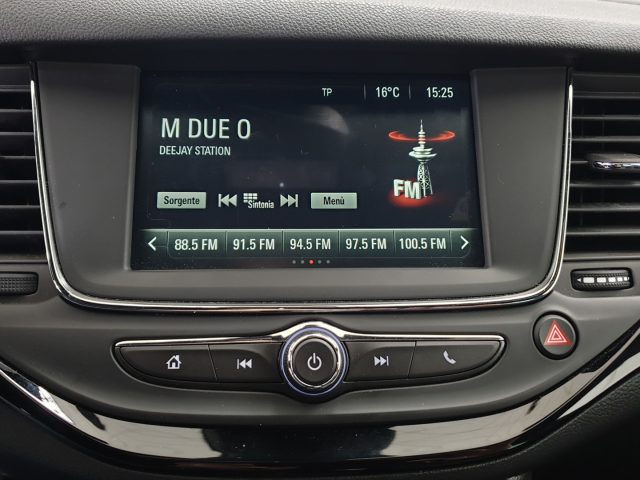 TP 16°C 15:25
M DUE O
DEEJAY STATION
FM
Sorgente Sintonia Menù
88.5 FM 91.5 FM 94.5 FM 97.5 FM 100.5 FM